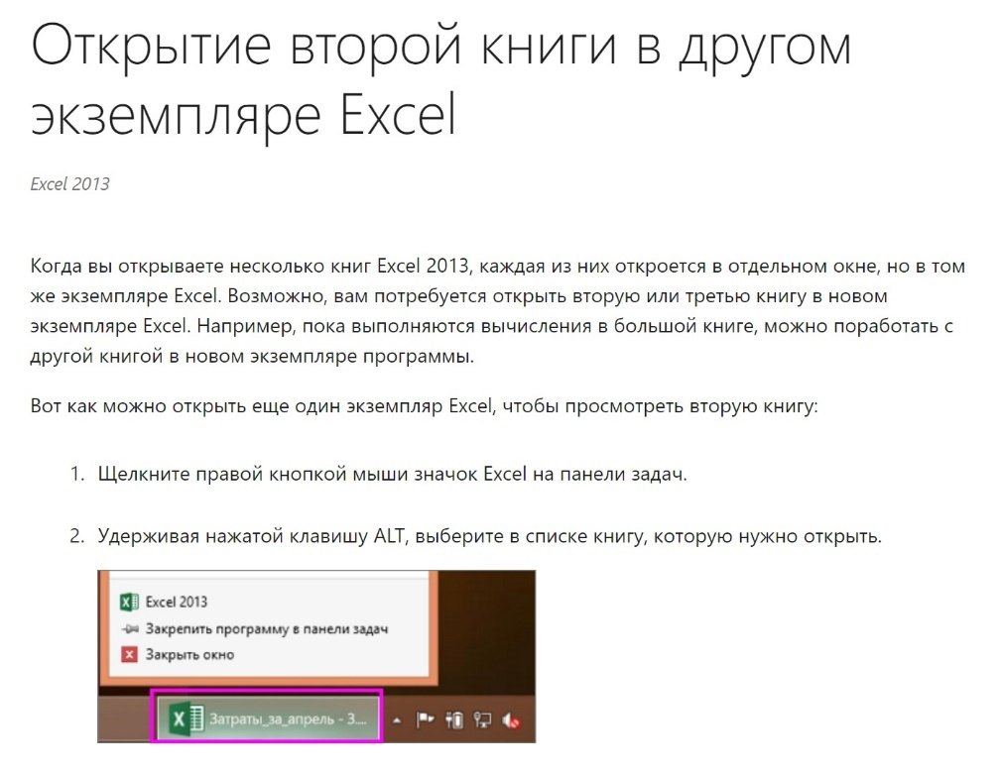 Открытие второй книги в другом
экземпляре Excel
Excel 2013
Когда вы открываете несколько книг Excel 2013, каждая из них откроется в отдельном окне, но в том
же экземпляре Excel. Возможно, вам потребуется открыть вторую или третью книгу в новом
экземпляре Excel. Например, пока выполняются вычисления в большой книге, можно поработать с
другой книгой в новом экземпляре программы.
Вот как можно открыть еще один экземпляр Excel, чтобы просмотреть вторую книгу:
1. Щелкните правой кнопкой мыши значок Excel на панели задач.
2. Удерживая нажатой клавишу ALT, выберите в списке книгу, которую нужно открыть.
Excel 2013
Закрепить программу в панели задач
Закрыть окно
Затраты_за_апрель - З...